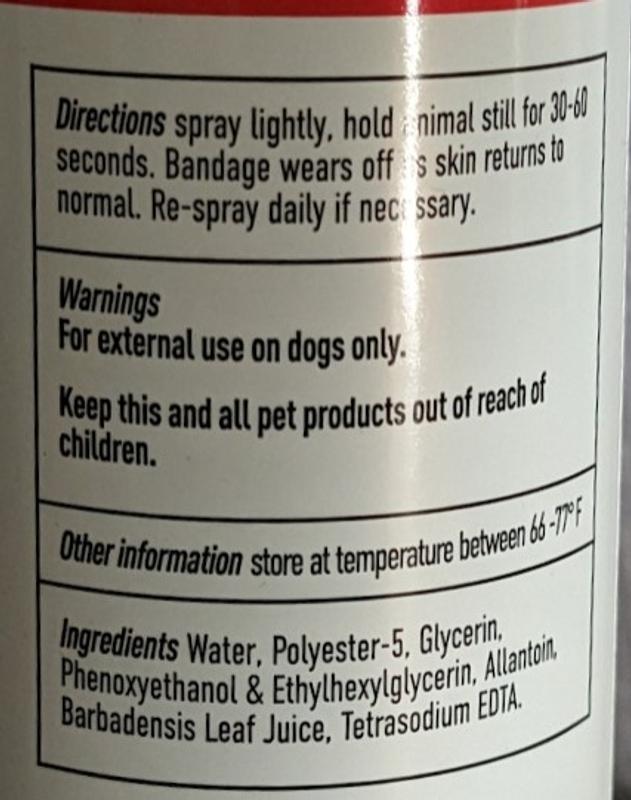 Directions spray lightly, hold animal still for 30-60
seconds. Bandage wears off as skin returns to
normal. Re-spray daily if necessary.
Warnings
For external use on dogs only.
Keep this and all pet products out of reach of
children.
Other information store at temperature between 66 -77°F
Ingredients Water, Polyester-5, Glycerin,
Phenoxyethanol & Ethylhexylglycerin, Allantoin,
Barbadensis Leaf Juice, Tetrasodium EDTA.